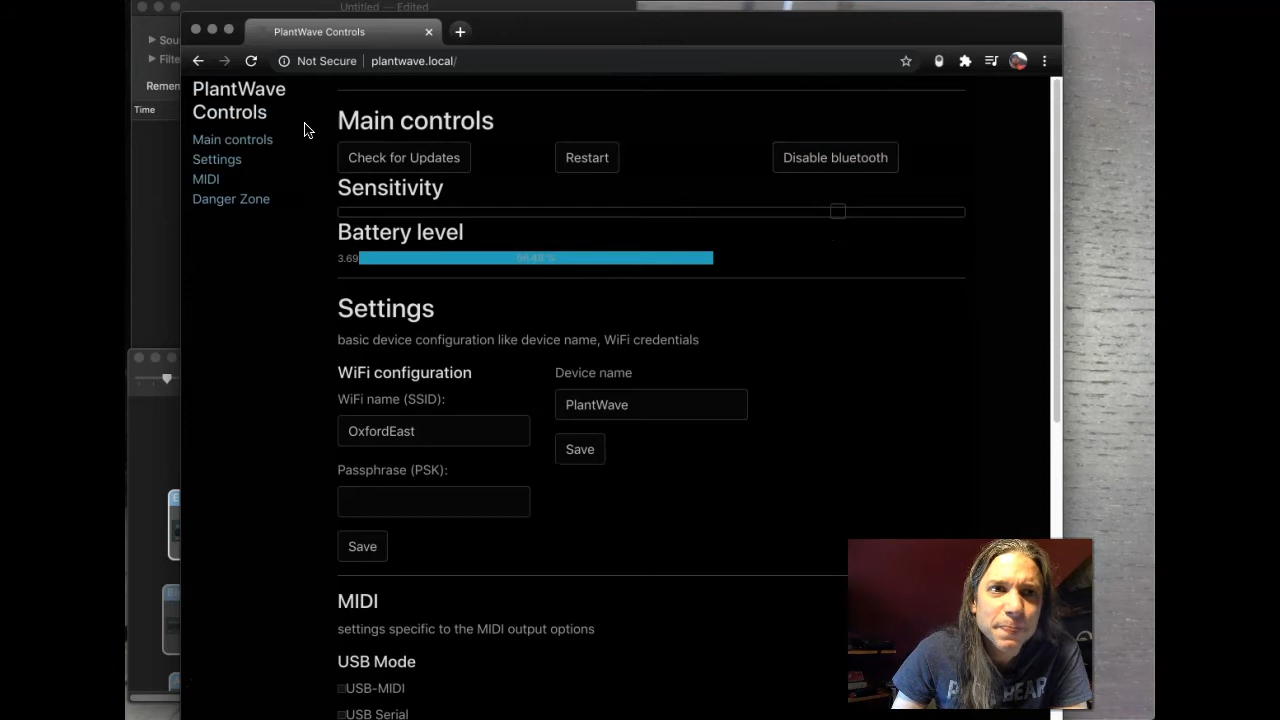 Untitled — Edited
PlantWave Controls
Sou
Filte
Not Secure
plantwave.local/
Remen
Time
PlantWave
Controls
Main controls
Settings
MIDI
Danger Zone
Main controls
Check for Updates
Restart
Disable bluetooth
Sensitivity
Battery level
3.69
Settings
basic device configuration like device name, WiFi credentials
WiFi configuration
Device name
WiFi name (SSID):
PlantWave
OxfordEast
Save
Passphrase (PSK):
Save
MIDI
settings specific to the MIDI output options
USB Mode
USB-MIDI
USB Serial